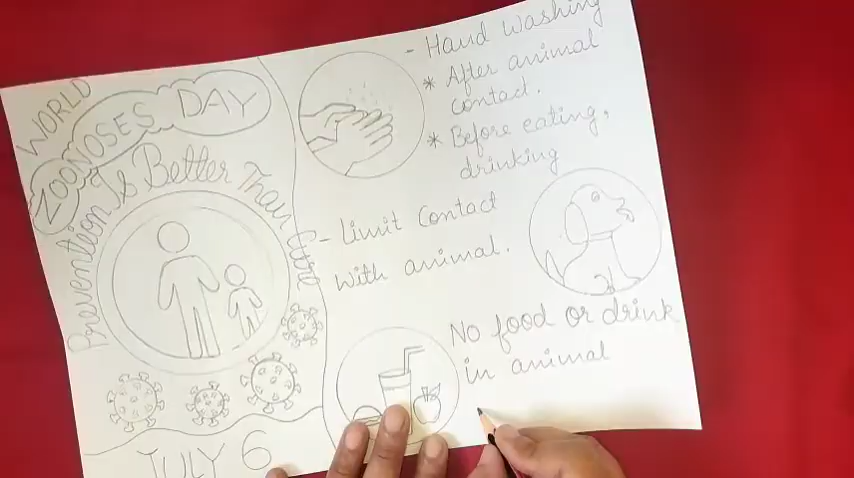 WORLD
ZOONOSES DAY
Prevention Is Better Than Cure
JULY 6
- Hand Washing
* After animal
contact.
* Before eating,
drinking
- Limit Contact
With animal.
No food or drink
in animal